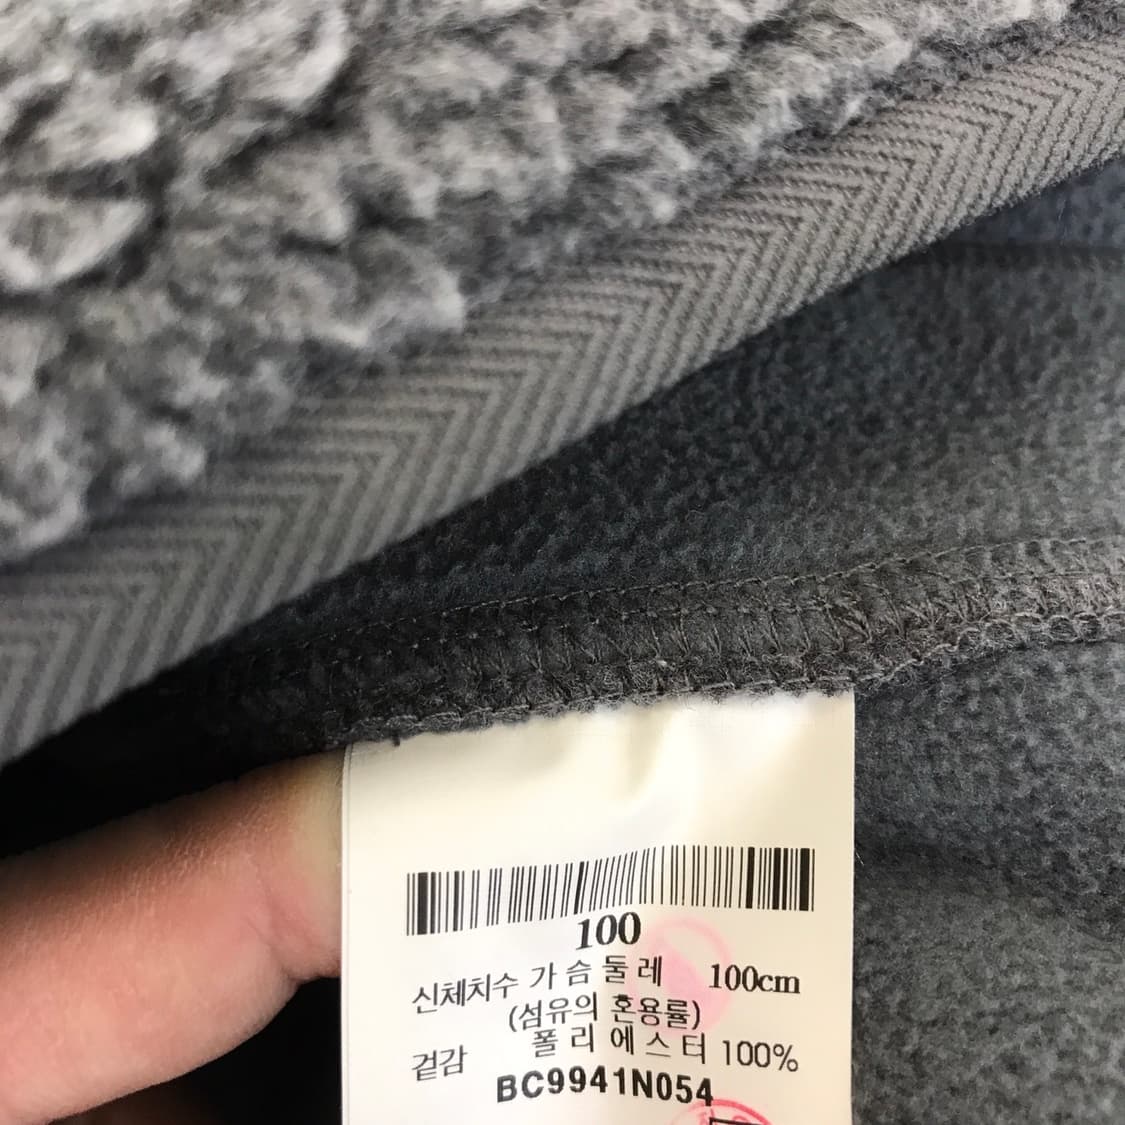 100
신체치수 가슴둘레 100cm
(섬유의 혼용률)
겉감 폴리에스터 100%
BC9941N054